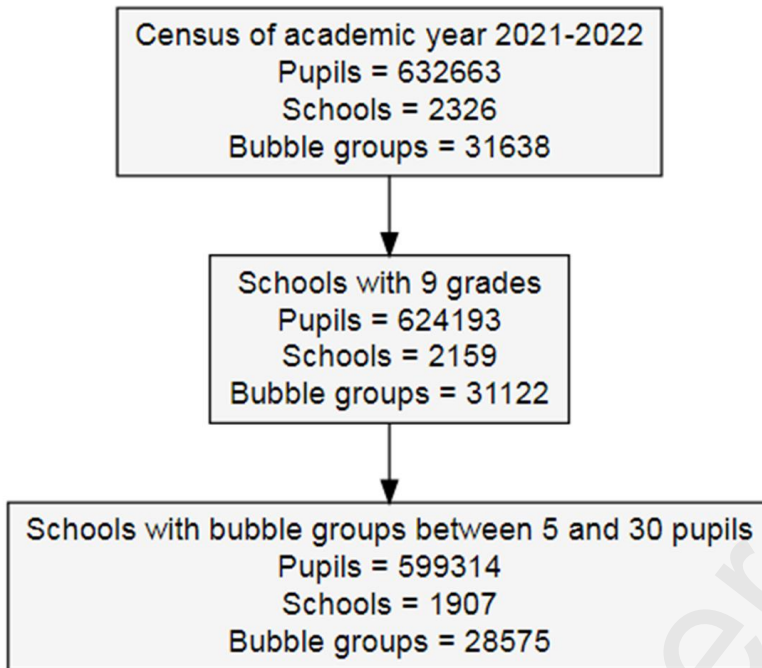 Census of academic year 2021-2022
Pupils = 632663
Schools = 2326
Bubble groups = 31638
Schools with 9 grades
Pupils = 624193
Schools = 2159
Bubble groups = 31122
Schools with bubble groups between 5 and 30 pupils
Pupils = 599314
Schools = 1907
Bubble groups = 28575